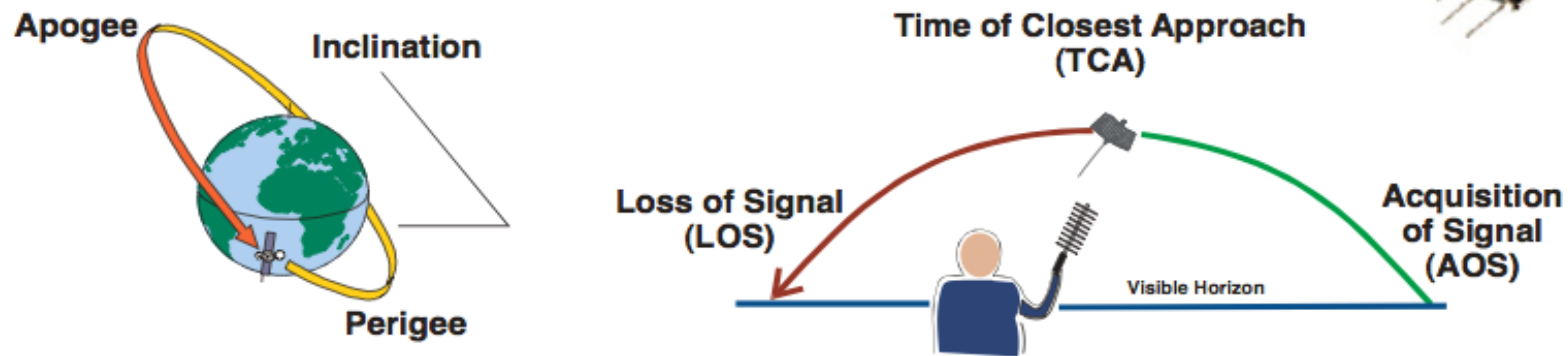 Apogee
Inclination
Perigee
Time of Closest Approach
(TCA)
Loss of Signal
(LOS)
Acquisition
of Signal
(AOS)
Visible Horizon